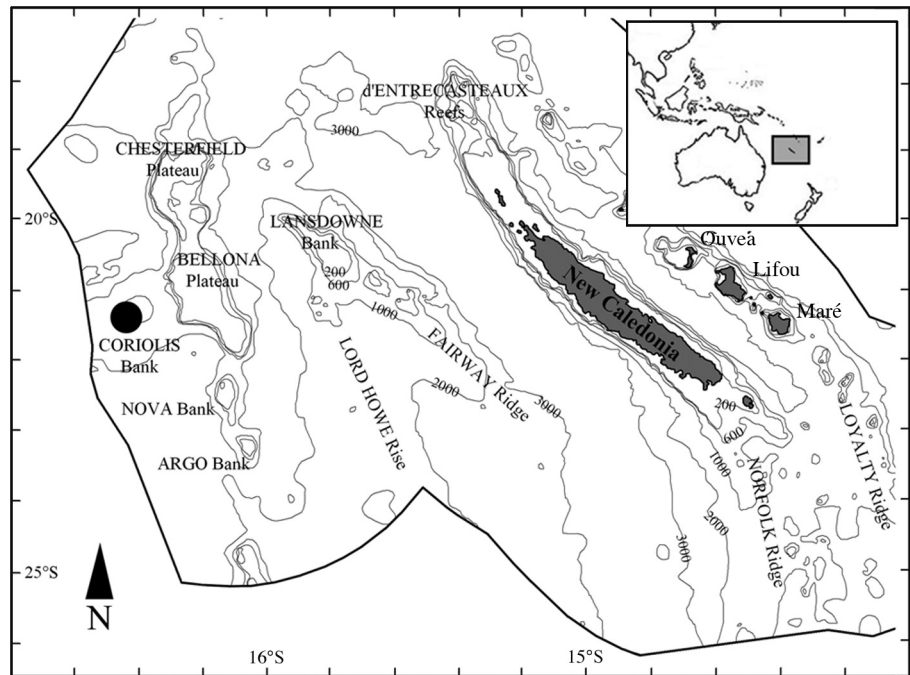 d'ENTRECASTEAUX
Reefs
3000
CHESTERFIELD
Plateau
20°S
LANSDOWNE
Bank
BELLONA
Plateau
200
600
1000
Ouveá
Lifou
Maré
New Caledonia
CORIOLIS
Bank
NOVA Bank
ARGO Bank
LORD HOWE Rise
FAIRWAY Ridge
2000
3000
200
600
1000
2000
3000
NORFOLK Ridge
LOYALTY Ridge
25°S
N
16°S
15°S